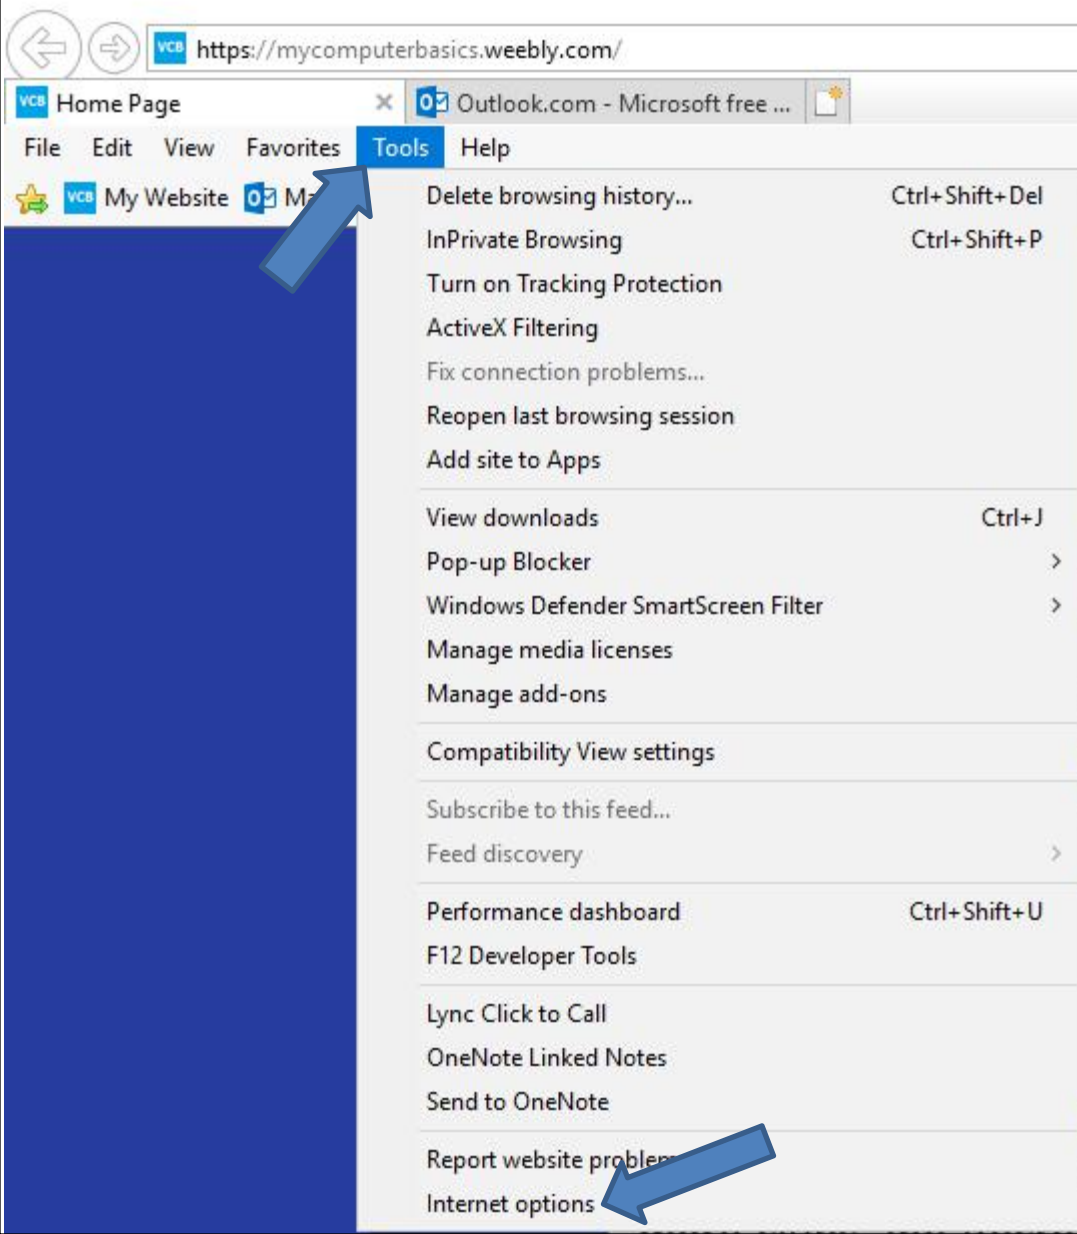 VCB https://mycomputerbasics.weebly.com/
VCB Home Page Outlook.com - Microsoft free ...
File Edit View Favorites Tools Help
VCB My Website
Delete browsing history... Ctrl+Shift+Del
InPrivate Browsing Ctrl+Shift+P
Turn on Tracking Protection
ActiveX Filtering
Fix connection problems...
Reopen last browsing session
Add site to Apps
View downloads Ctrl+J
Pop-up Blocker
Windows Defender SmartScreen Filter
Manage media licenses
Manage add-ons
Compatibility View settings
Subscribe to this feed...
Feed discovery
Performance dashboard Ctrl+Shift+U
F12 Developer Tools
Lync Click to Call
OneNote Linked Notes
Send to OneNote
Report website problems
Internet options